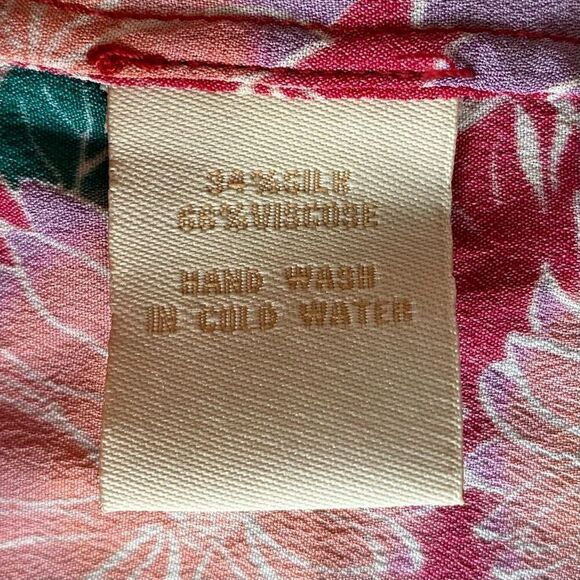 34%SILK
66%VISCOSE
HAND WASH
IN COLD WATER